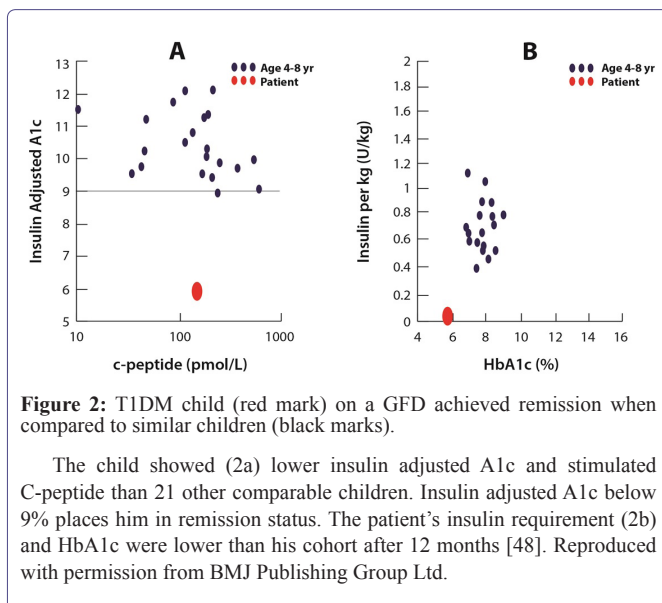 A
B
Age 4-8 yr
Patient
Age 4-8 yr
Patient
Insulin Adjusted A1c
13
12
11
10
9
8
7
6
5
10
100
1000
c-peptide (pmol/L)
Insulin per kg (U/kg)
2
1.8
1.6
1.4
1.2
1
0.8
0.6
0.4
0.2
0
4
6
8
10
12
14
16
HbA1c (%)
Figure 2: T1DM child (red mark) on a GFD achieved remission when
compared to similar children (black marks).
The child showed (2a) lower insulin adjusted A1c and stimulated
C-peptide than 21 other comparable children. Insulin adjusted A1c below
9% places him in remission status. The patient’s insulin requirement (2b)
and HbA1c were lower than his cohort after 12 months [48]. Reproduced
with permission from BMJ Publishing Group Ltd.